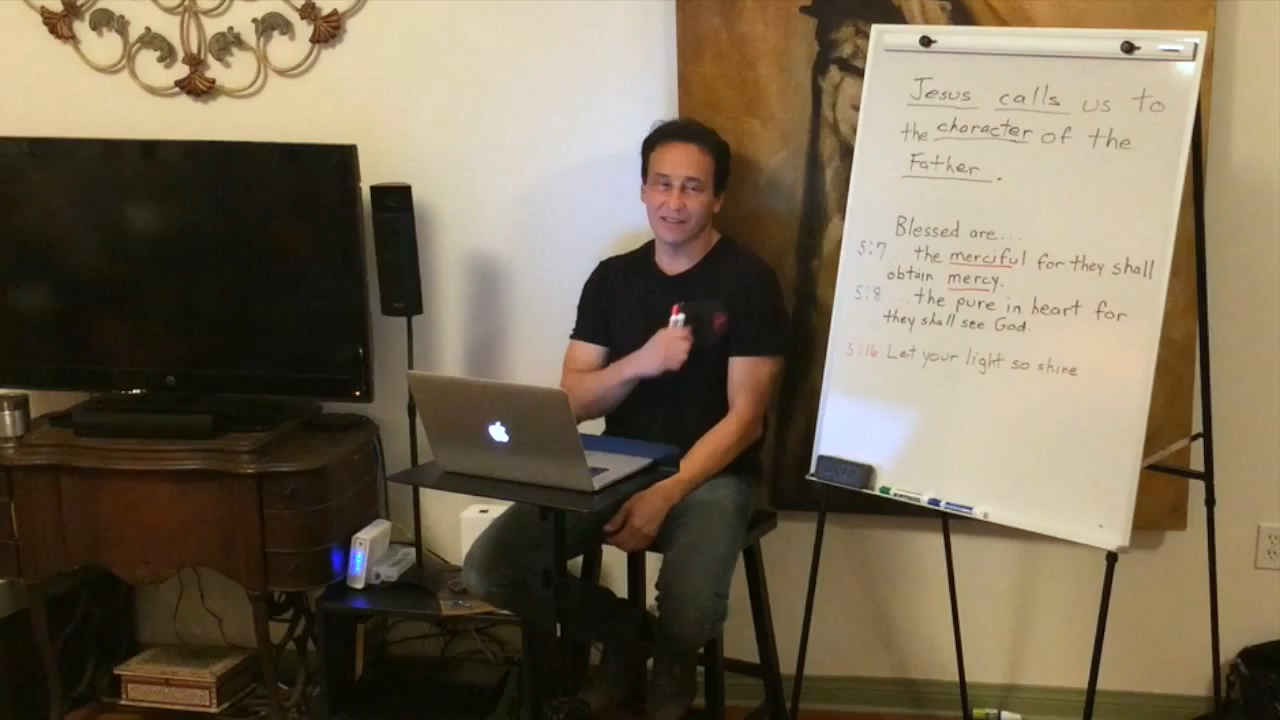 Jesus calls us to
the character of the
Father.
Blessed are...
5:7 .. the merciful for they shall
obtain mercy.
5:8 ... the pure in heart for
they shall see God.
5:16 Let your light so shine